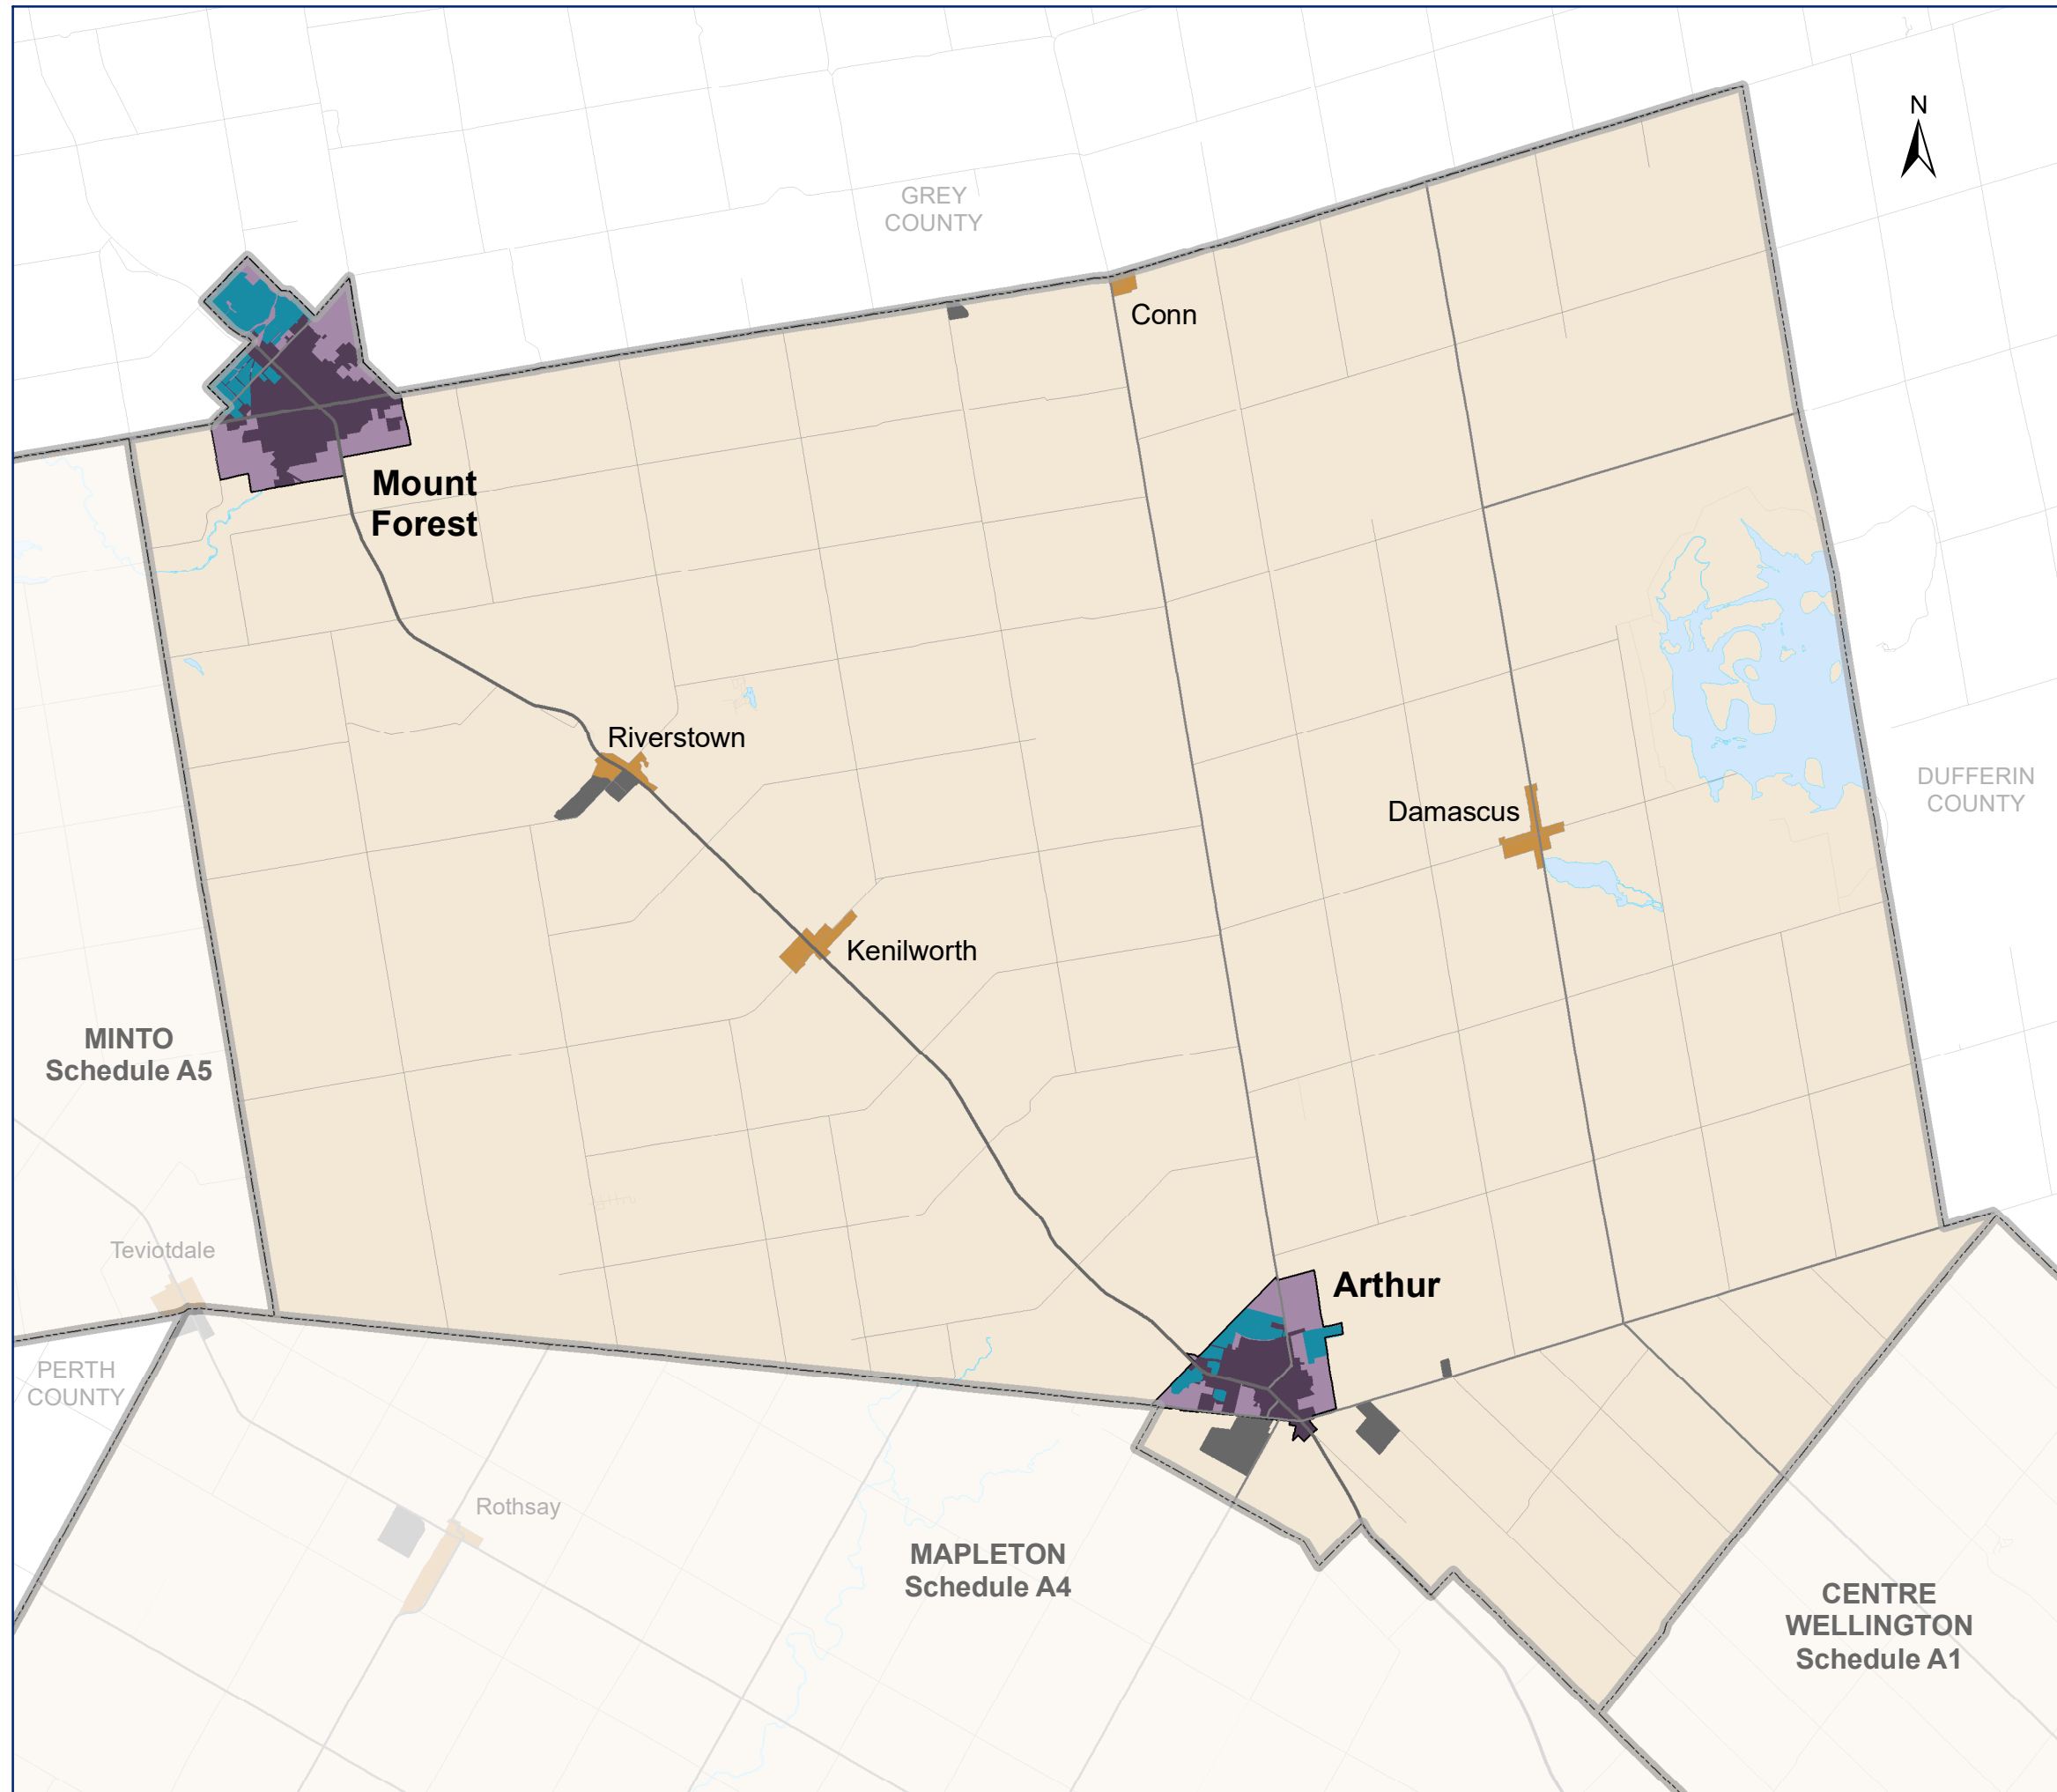 N
GREY
COUNTY
Conn
Mount
Forest
Riverstown
DUFFERIN
COUNTY
Damascus
Kenilworth
MINTO
Schedule A5
Teviotdale
Arthur
PERTH
COUNTY
Rothsay
MAPLETON
Schedule A4
CENTRE
WELLINGTON
Schedule A1